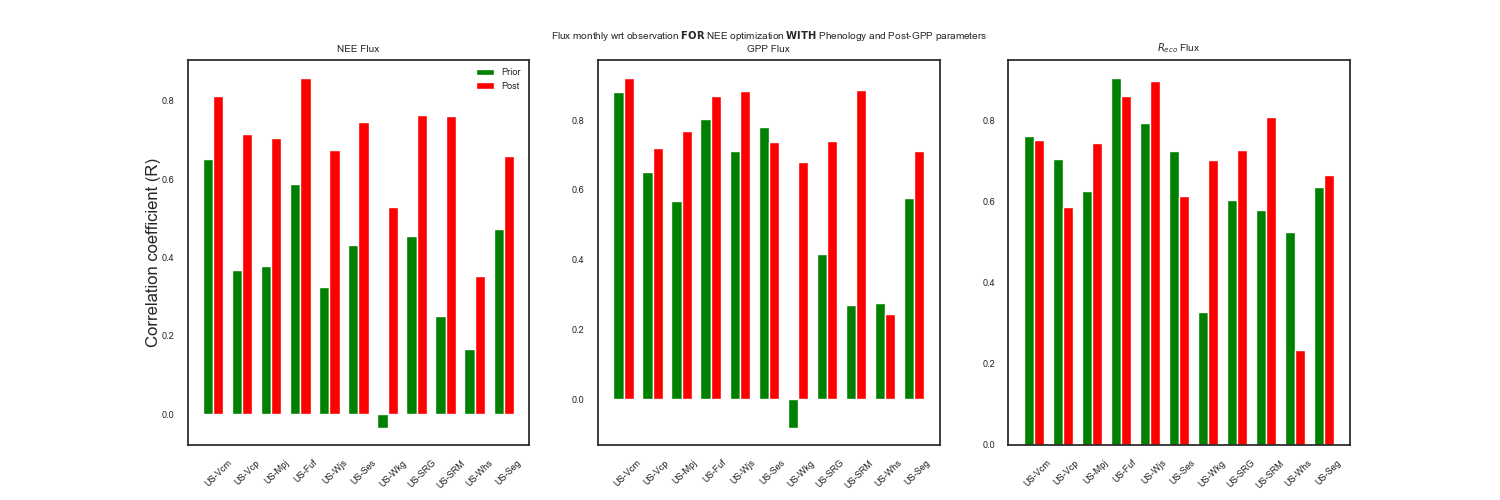 Flux monthly wrt observation FOR NEE optimization WITH Phenology and Post-GPP parameters
NEE Flux
GPP Flux
R_eco Flux
Prior
Post
Correlation coefficient (R)
0.8
0.6
0.4
0.2
0.0
US-Vcm
US-Vcp
US-Mpj
US-Fuf
US-Wjs
US-Ses
US-Wkg
US-SRG
US-SRM
US-Whs
US-Seg
0.8
0.6
0.4
0.2
0.0
US-Vcm
US-Vcp
US-Mpj
US-Fuf
US-Wjs
US-Ses
US-Wkg
US-SRG
US-SRM
US-Whs
US-Seg
0.8
0.6
0.4
0.2
0.0
US-Vcm
US-Vcp
US-Mpj
US-Fuf
US-Wjs
US-Ses
US-Wkg
US-SRG
US-SRM
US-Whs
US-Seg